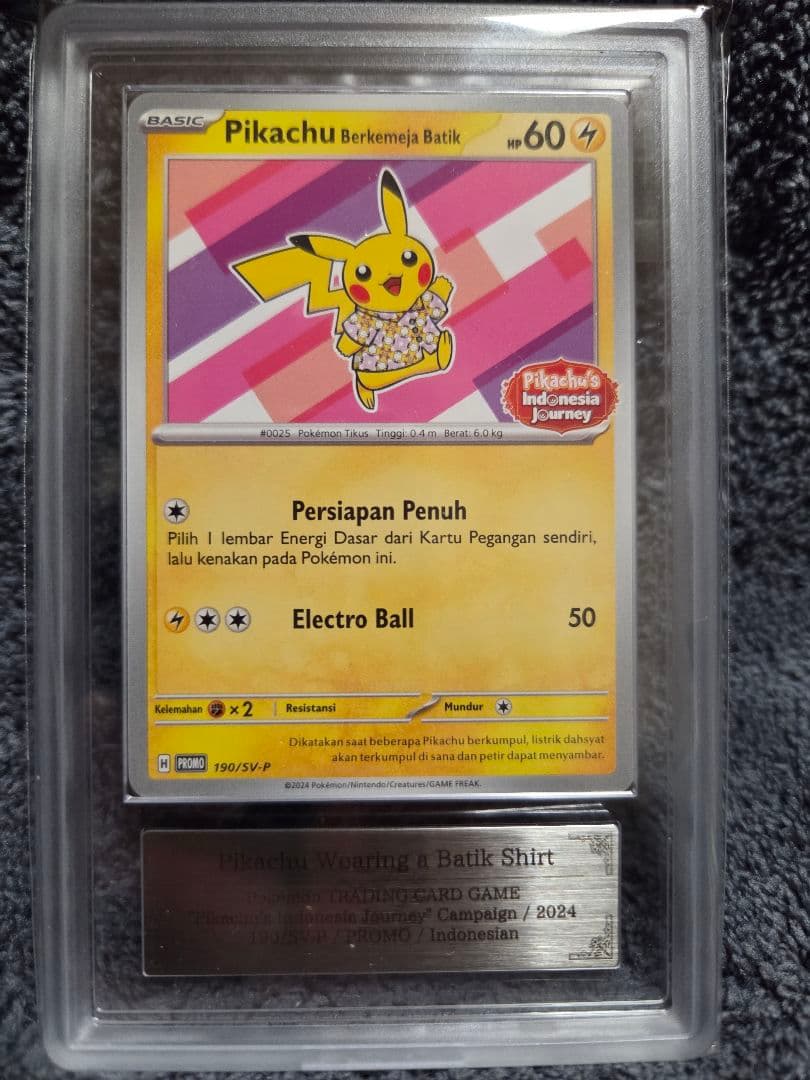 BASIC Pikachu Berkemeja Batik HP 60
Pikachu's
Indonesia
Journey
#0025 Pokémon Tikus Tinggi: 0.4 m Berat: 6.0 kg
Persiapan Penuh
Pilih 1 lembar Energi Dasar dari Kartu Pegangan sendiri,
lalu kenakan pada Pokémon ini.
Electro Ball 50
Kelemahan ×2 Resistansi Mundur
Dikatakan saat beberapa Pikachu berkumpul, listrik dahsyat
akan terkumpul di sana dan petir dapat menyambar.
H PROMO 190/SV-P
©2024 Pokémon/Nintendo/Creatures/GAME FREAK.
Pikachu Wearing a Batik Shirt
Pokémon TRADING CARD GAME
"Pikachu's Indonesia Journey" Campaign / 2024
190/SV-P / PROMO / Indonesian